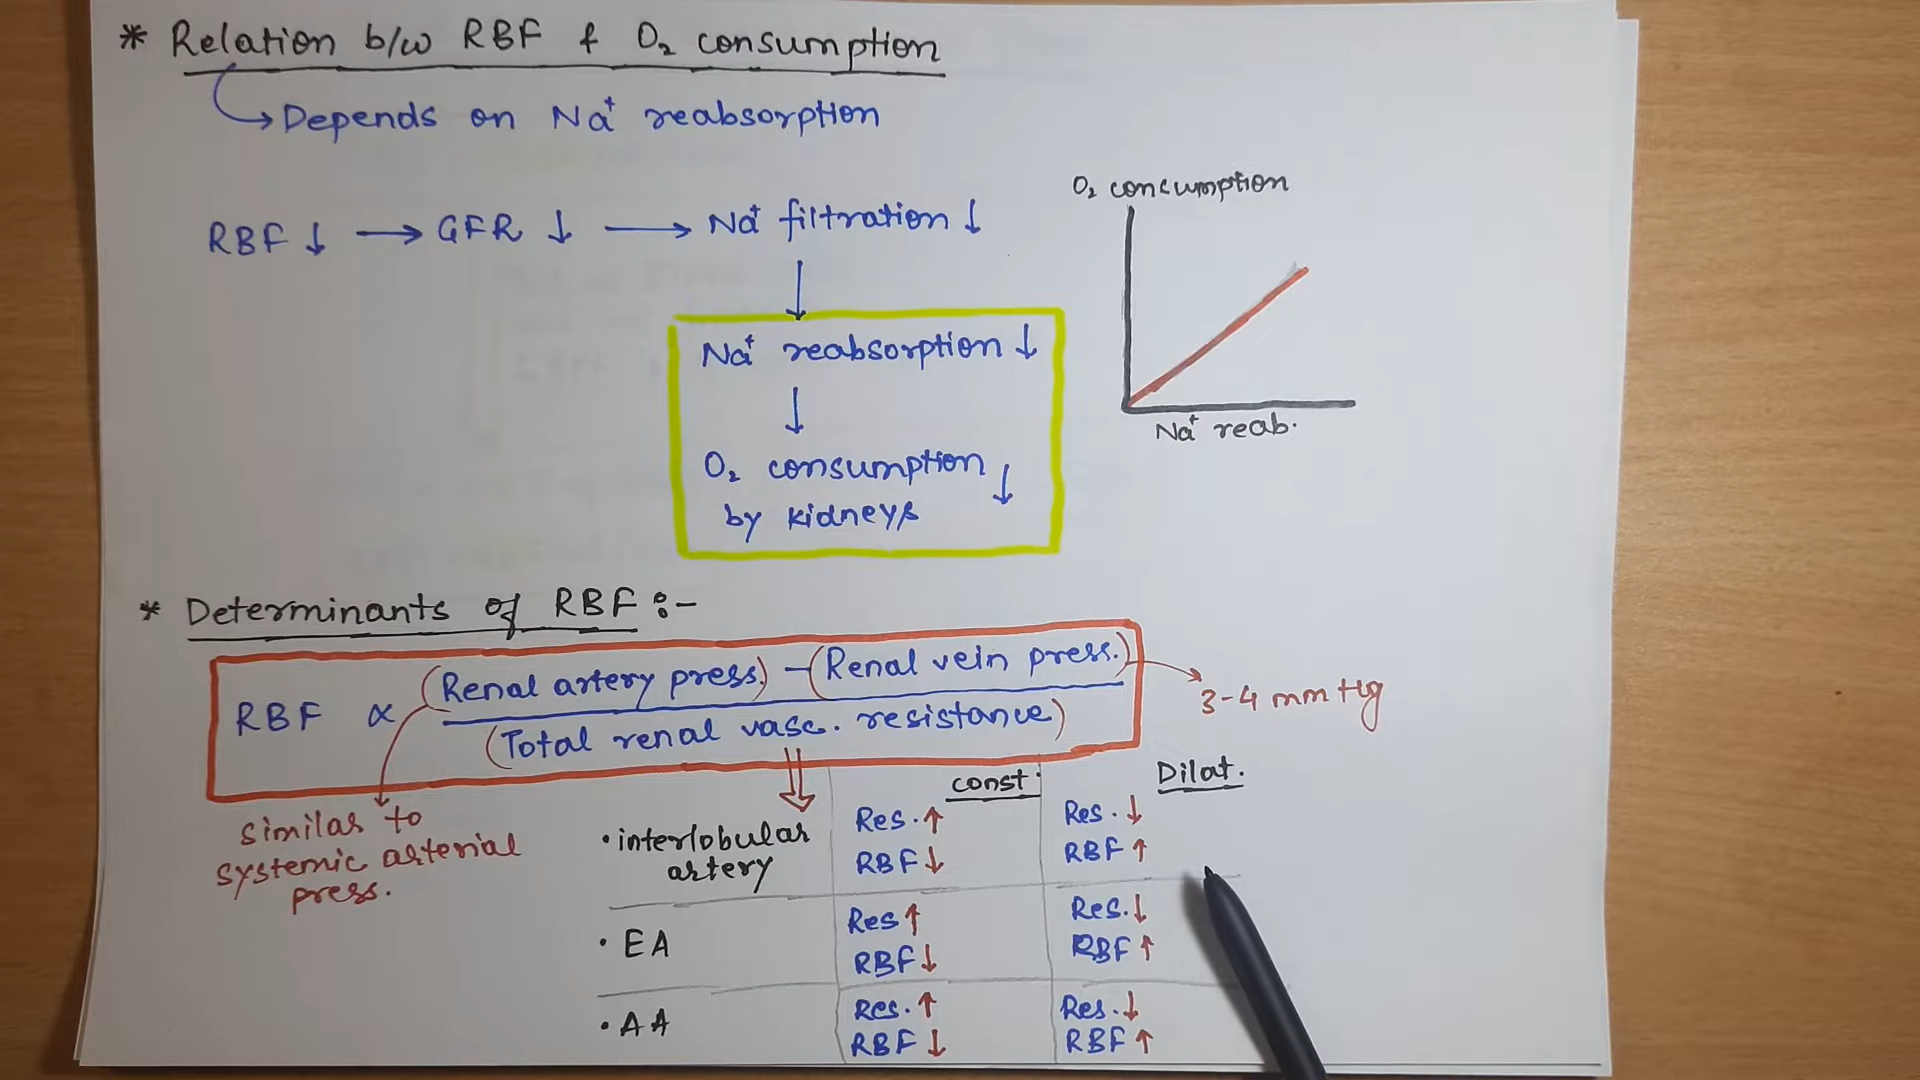 * Relation b/w RBF & O₂ consumption
→ Depends on Na⁺ reabsorption
RBF ↓ → GFR ↓ → Na⁺ filtration ↓
↓
Na⁺ reabsorption ↓
↓
O₂ consumption ↓
by kidneys
O₂ consumption
Na⁺ reab.
* Determinants of RBF :-
RBF ∝ (Renal artery press.) - (Renal vein press.)
(Total renal vasc. resistance)
3-4 mm Hg
similar to
systemic arterial
press.
const.
Dilat.
• interlobular
artery
Res. ↑
RBF ↓
Res. ↓
RBF ↑
• EA
Res ↑
RBF ↓
Res. ↓
RBF ↑
• AA
Res. ↑
RBF ↓
Res. ↓
RBF ↑